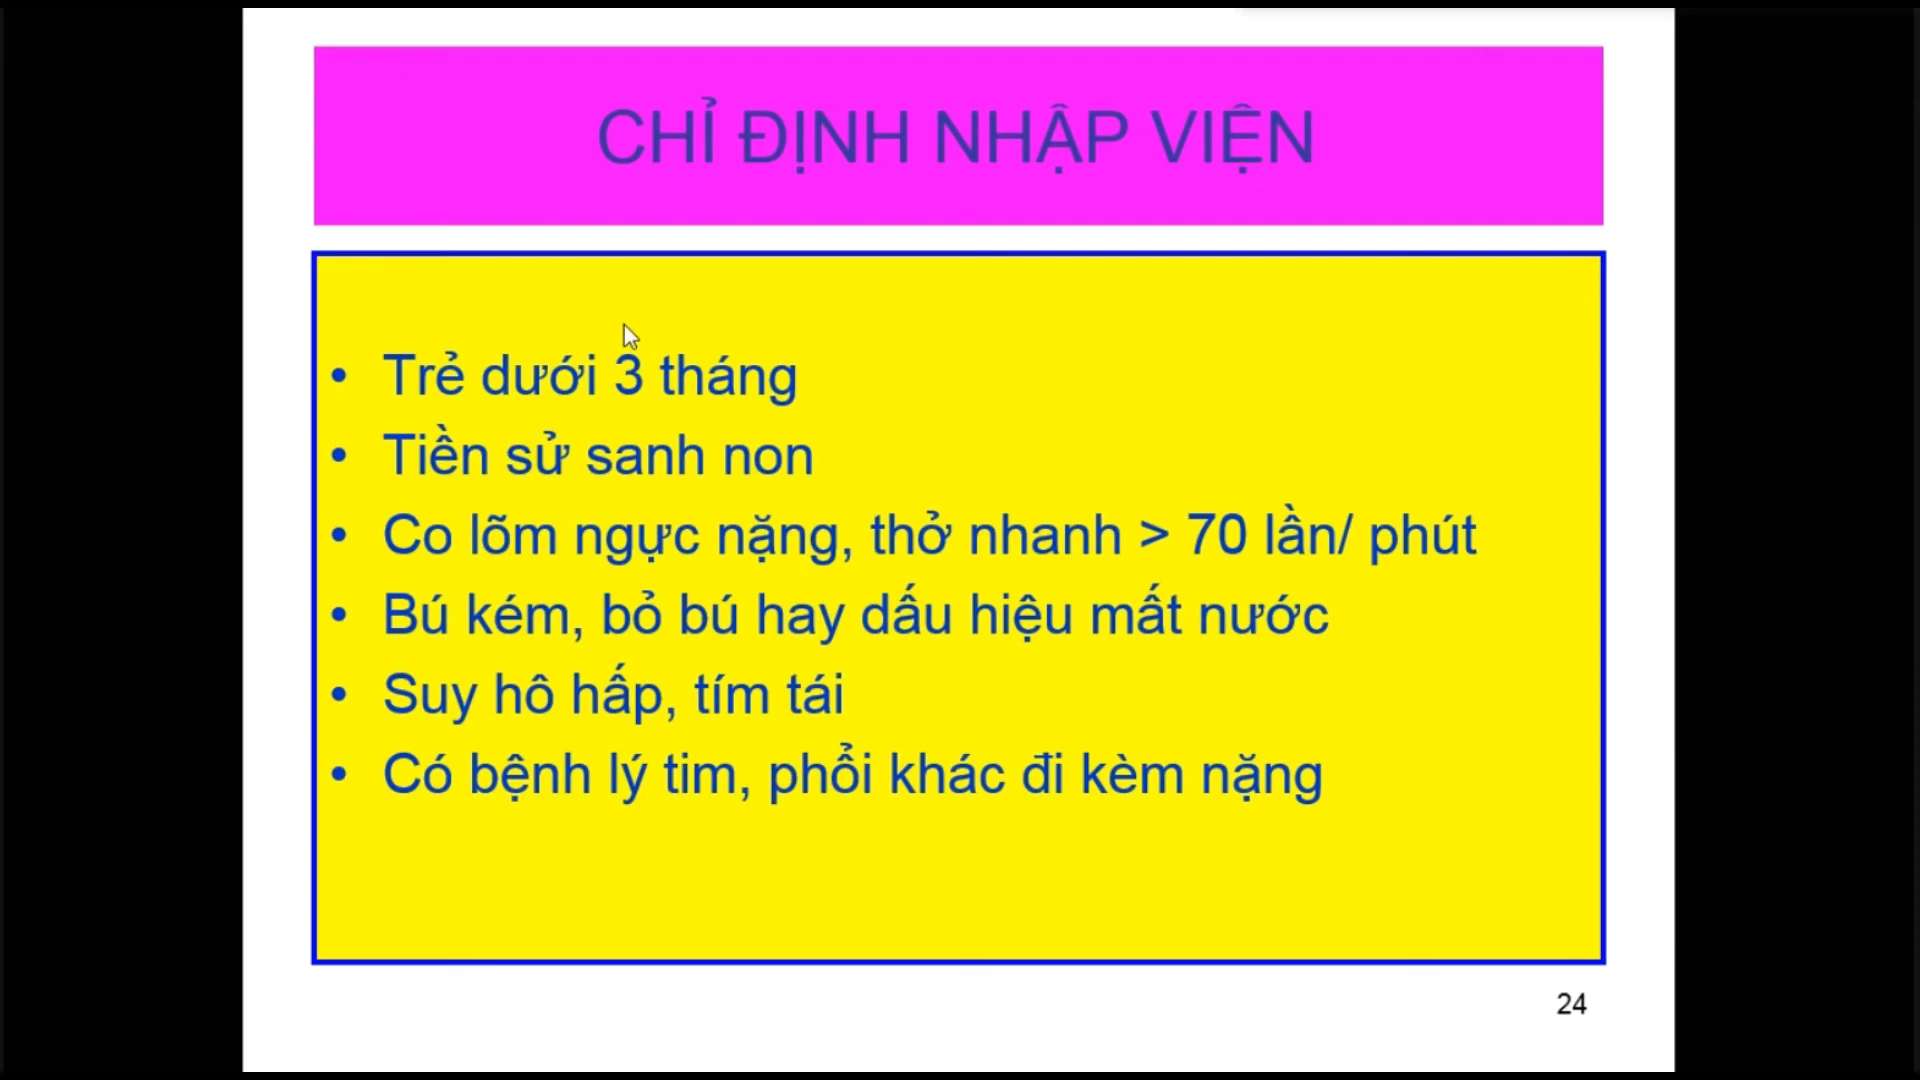 CHỈ ĐỊNH NHẬP VIỆN
• Trẻ dưới 3 tháng
• Tiền sử sanh non
• Co lõm ngực nặng, thở nhanh > 70 lần/ phút
• Bú kém, bỏ bú hay dấu hiệu mất nước
• Suy hô hấp, tím tái
• Có bệnh lý tim, phổi khác đi kèm nặng
24